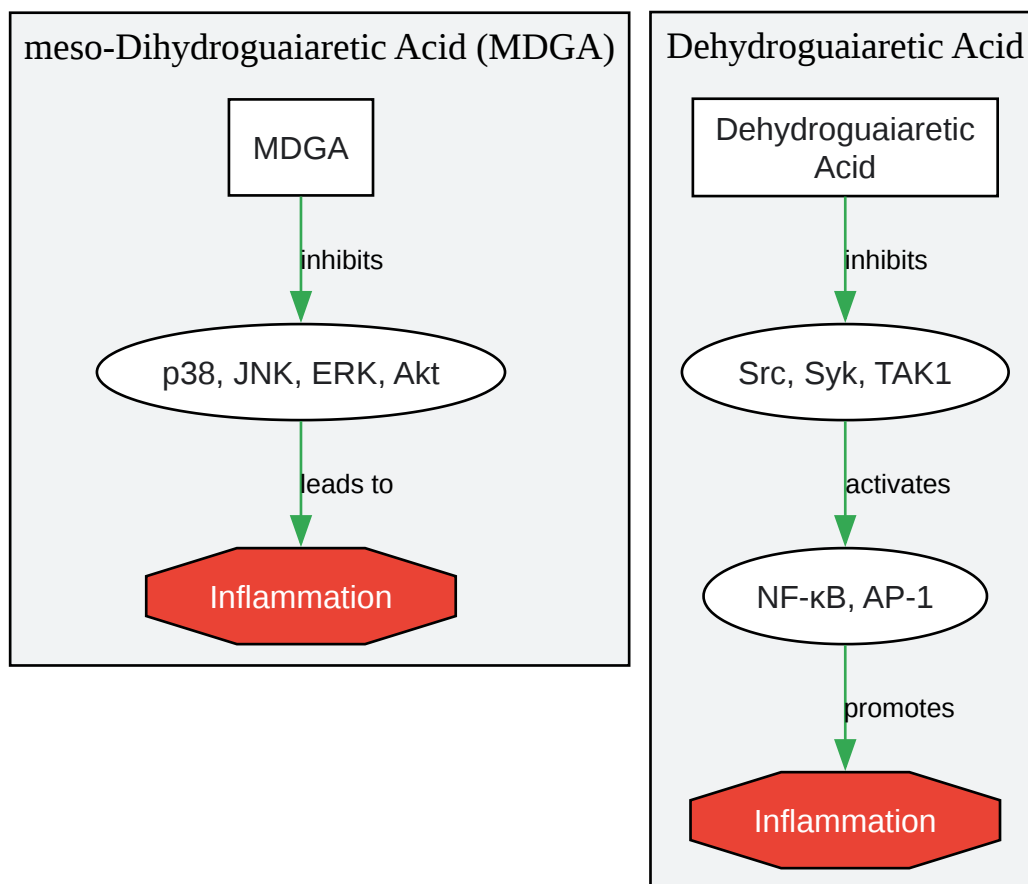 meso-Dihydroguaiaretic Acid (MDGA)
MDGA
inhibits
p38, JNK, ERK, Akt
leads to
Inflammation
Dehydroguaiaretic Acid
Dehydroguaiaretic
Acid
inhibits
Src, Syk, TAK1
activates
NF-κB, AP-1
promotes
Inflammation